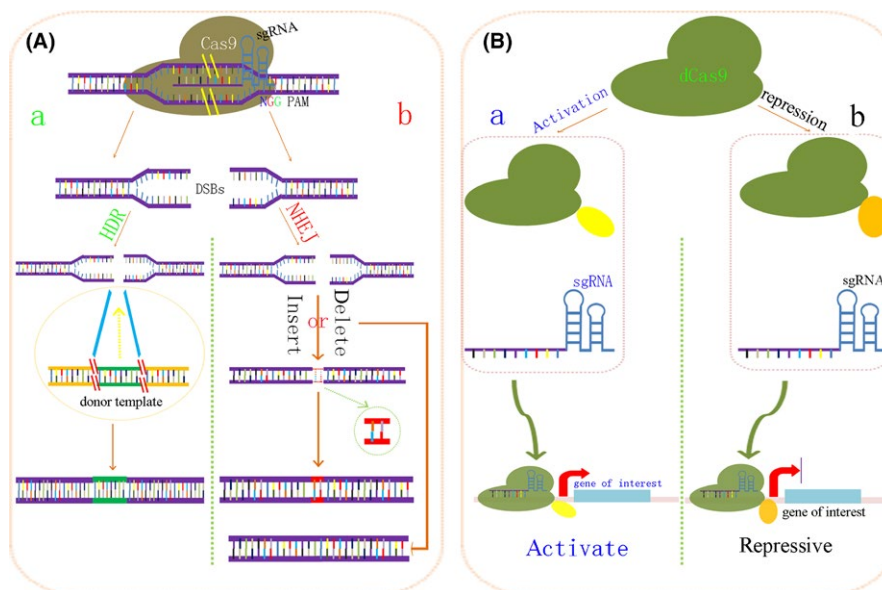 (A)
Cas9
sgRNA
NGG PAM
a
b
DSBs
HDR
NHEJ
Insert or Delete
donor template
(B)
dCas9
a
Activation
repression
b
sgRNA
sgRNA
gene of interest
gene of interest
Activate
Repressive